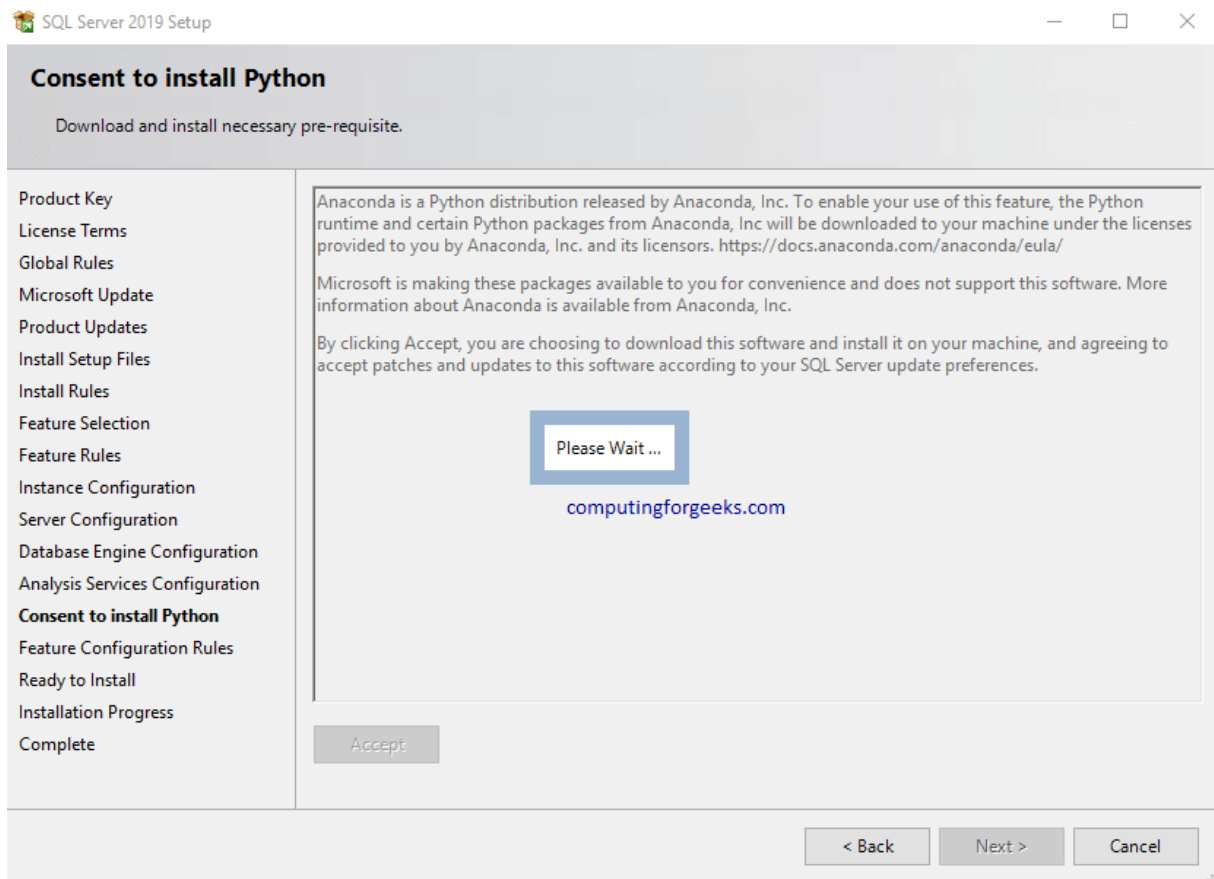 SQL Server 2019 Setup
Consent to install Python
Download and install necessary pre-requisite.
Product Key
License Terms
Global Rules
Microsoft Update
Product Updates
Install Setup Files
Install Rules
Feature Selection
Feature Rules
Instance Configuration
Server Configuration
Database Engine Configuration
Analysis Services Configuration
Consent to install Python
Feature Configuration Rules
Ready to Install
Installation Progress
Complete
Anaconda is a Python distribution released by Anaconda, Inc. To enable your use of this feature, the Python
runtime and certain Python packages from Anaconda, Inc will be downloaded to your machine under the licenses
provided to you by Anaconda, Inc. and its licensors. https://docs.anaconda.com/anaconda/eula/
Microsoft is making these packages available to you for convenience and does not support this software. More
information about Anaconda is available from Anaconda, Inc.
By clicking Accept, you are choosing to download this software and install it on your machine, and agreeing to
accept patches and updates to this software according to your SQL Server update preferences.
Please Wait ...
computingforgeeks.com
Accept
< Back
Next >
Cancel